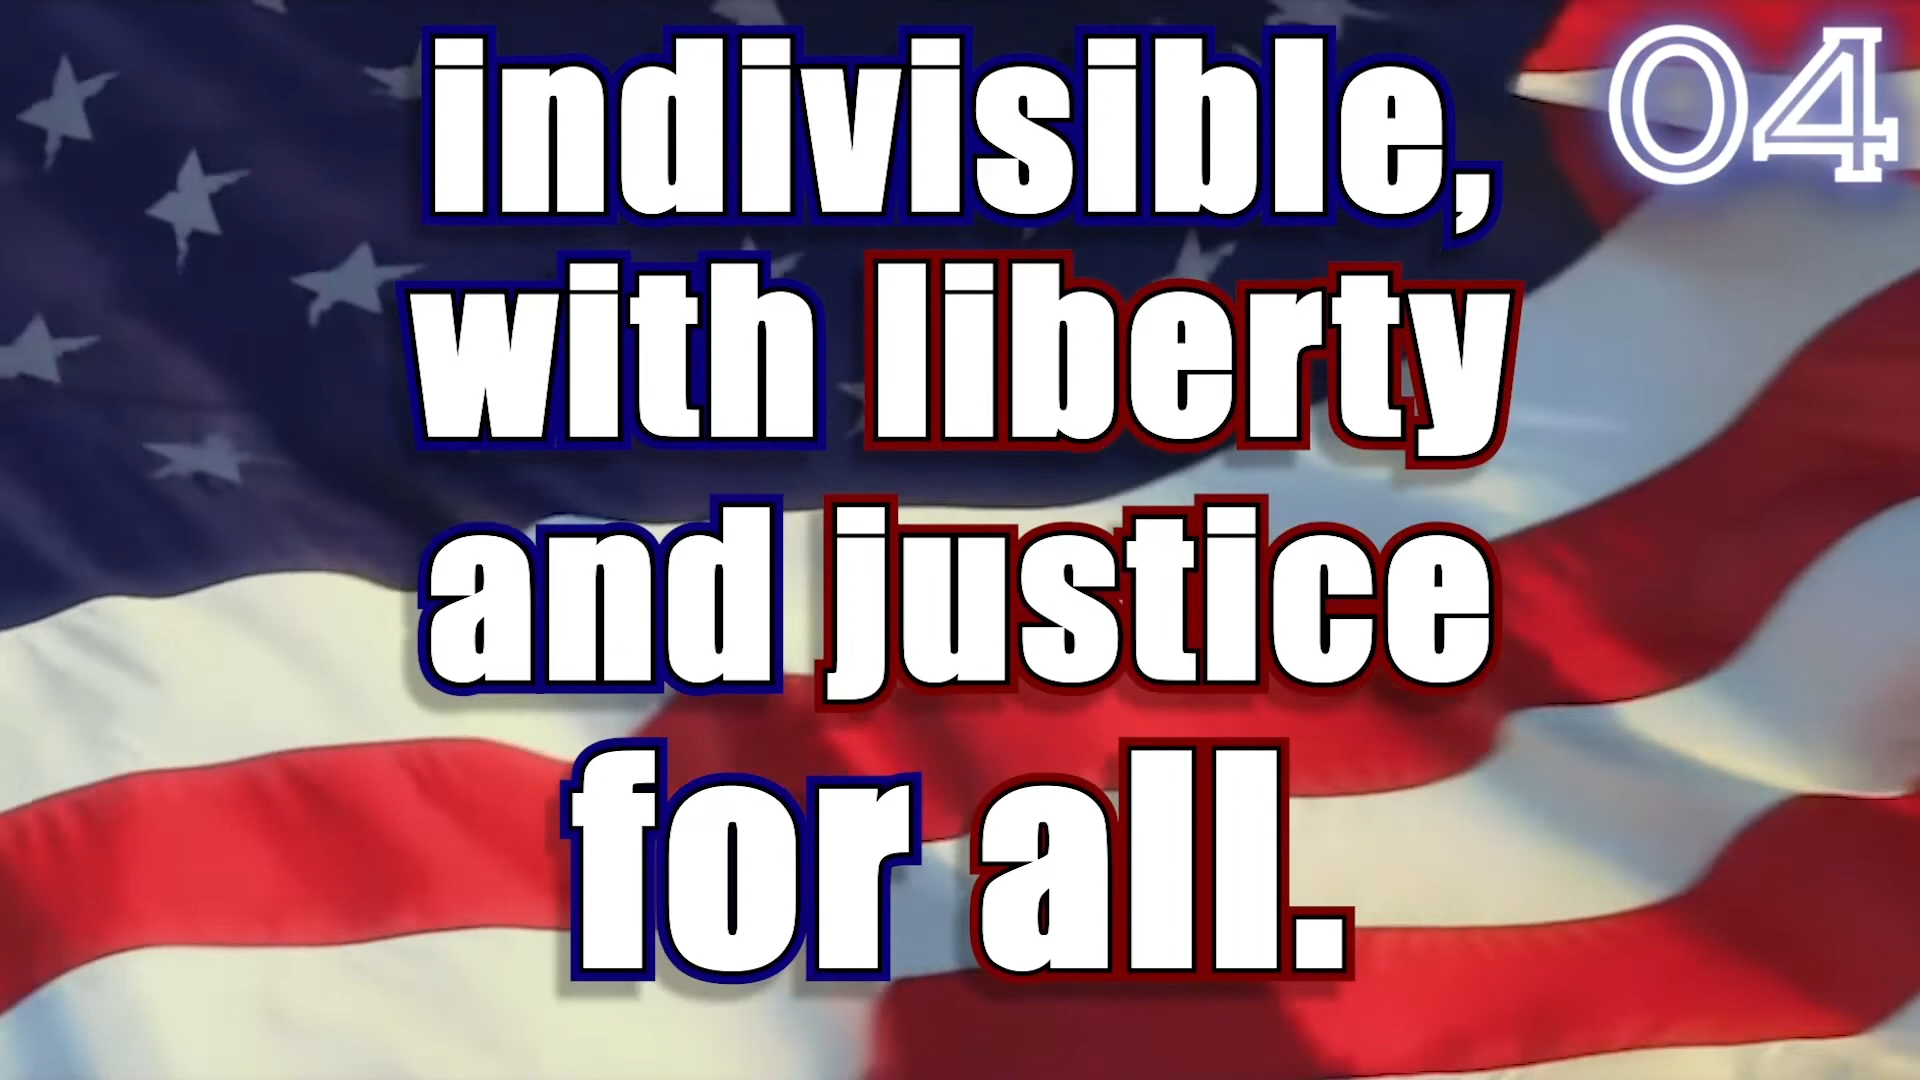 indivisible,
04
with liberty
and justice
for all.